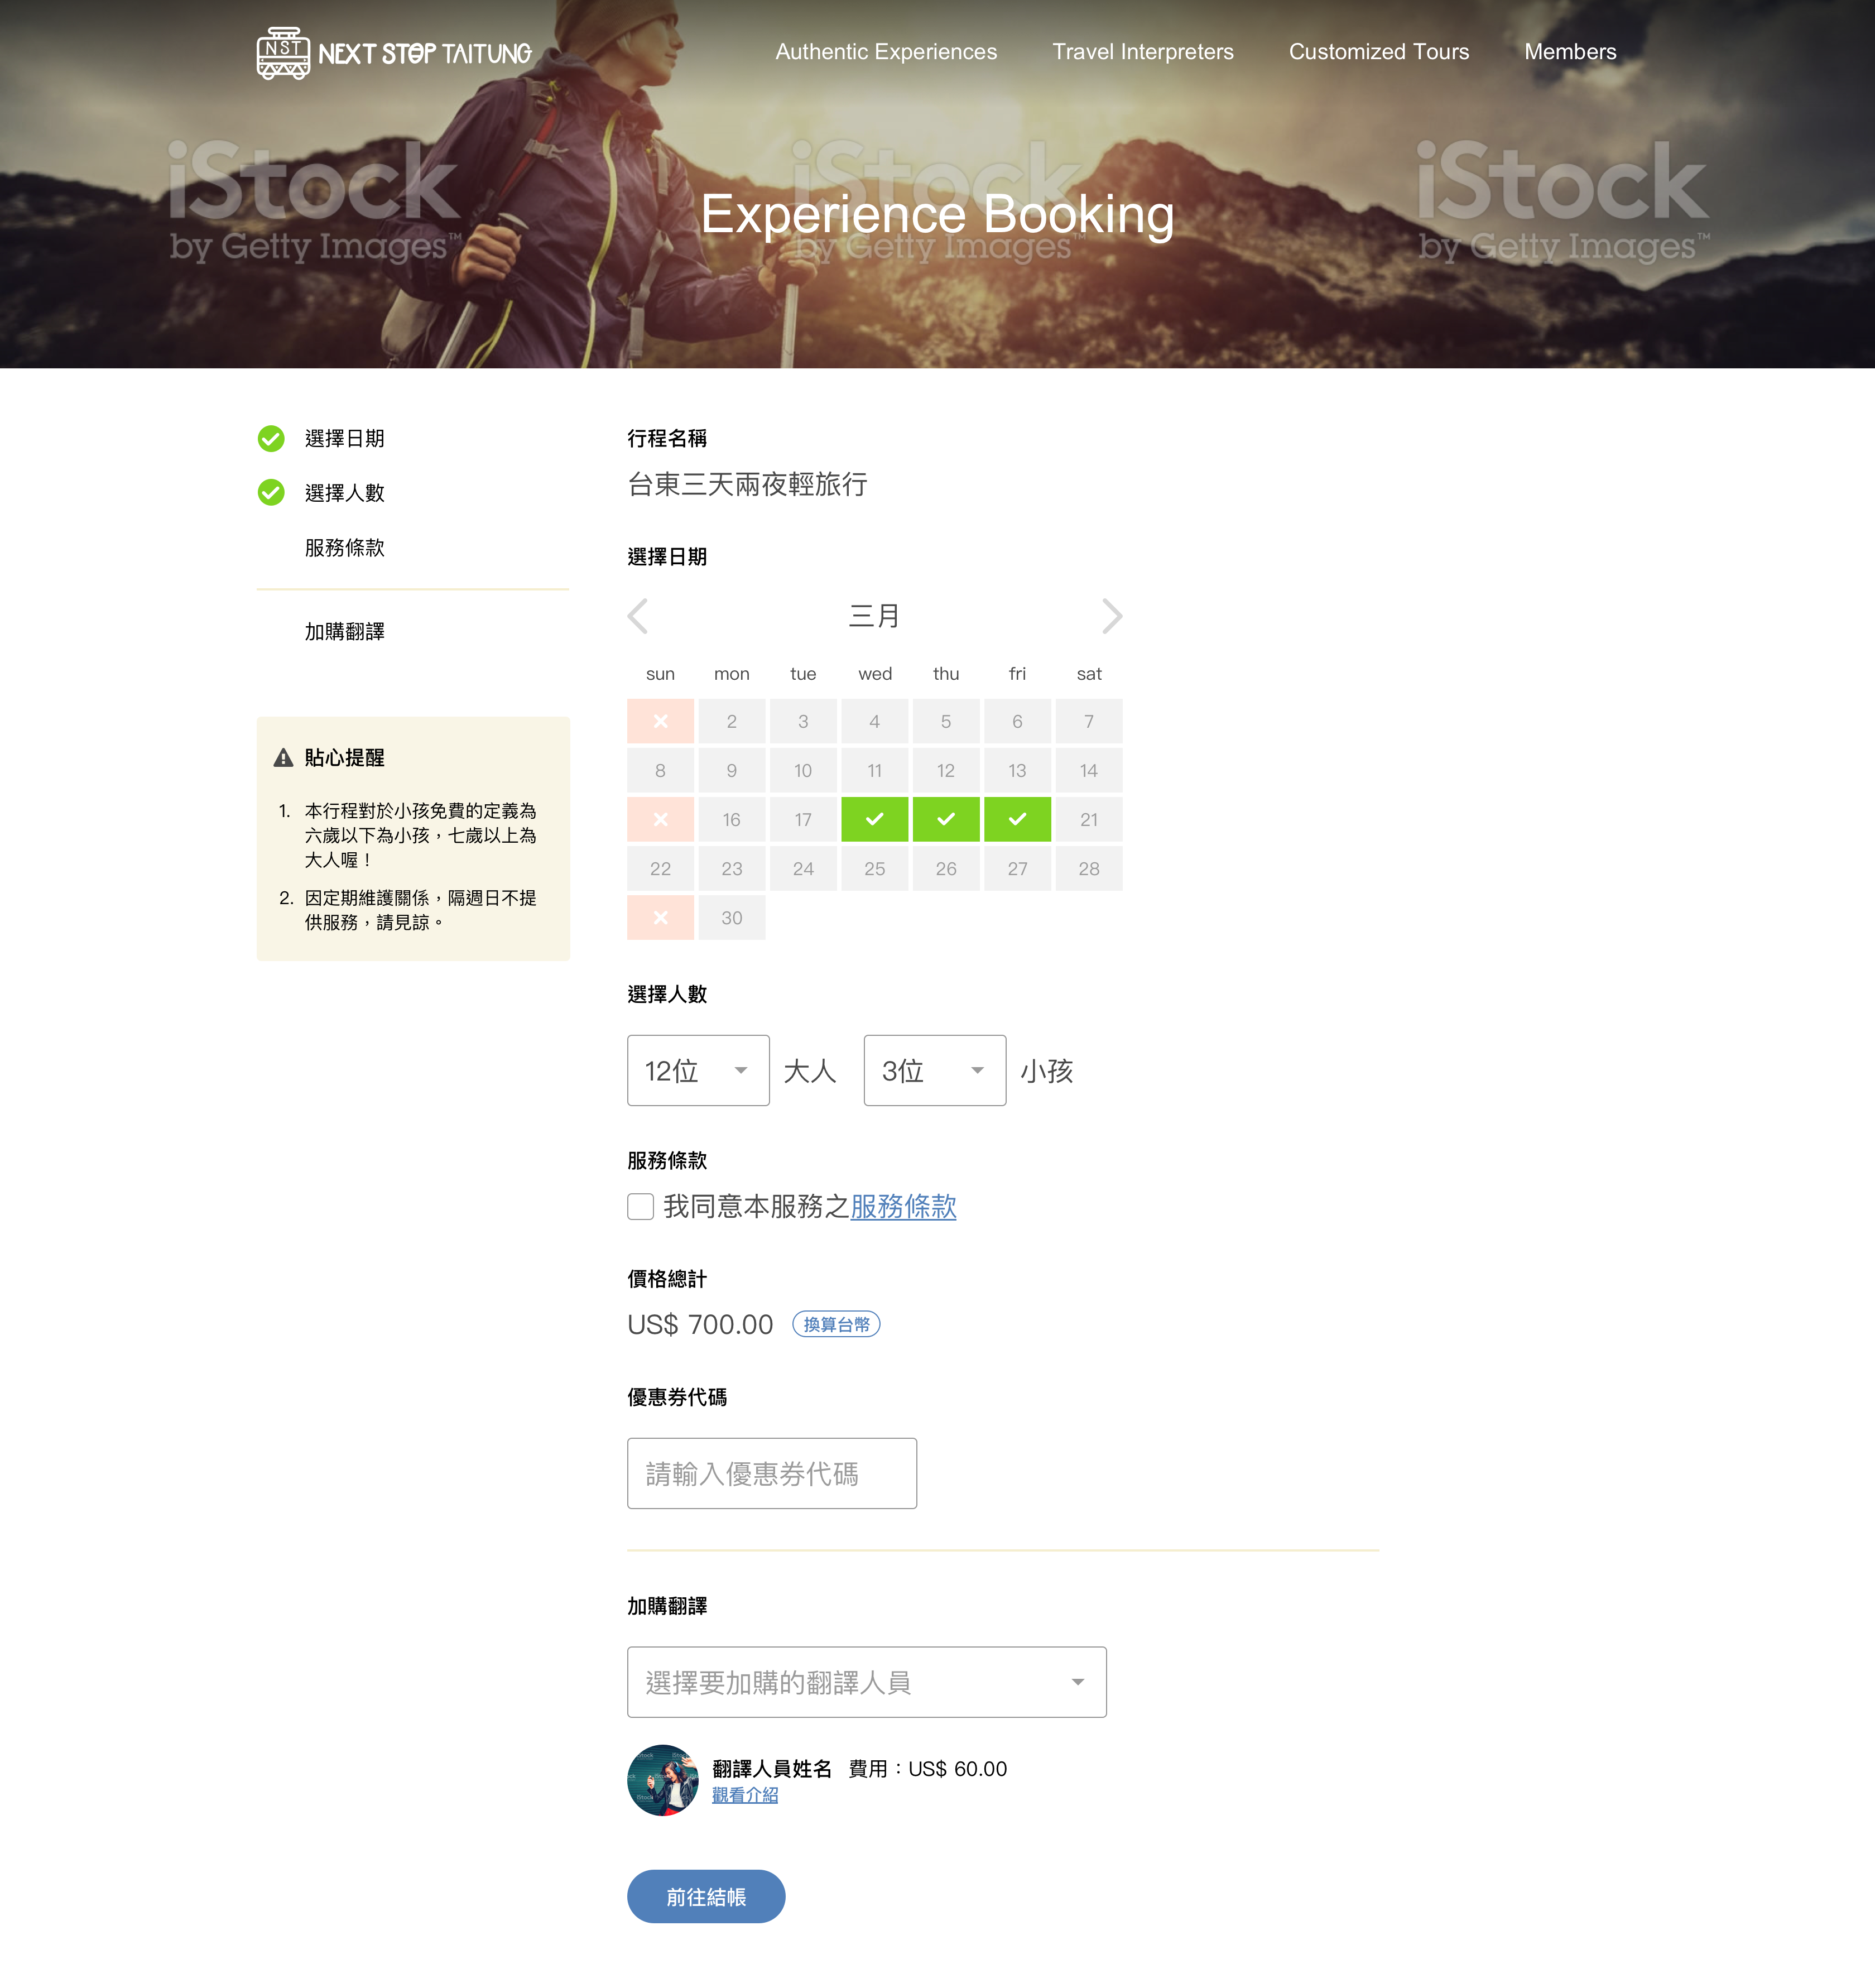 NST NEXT STOP TAITUNG
Authentic Experiences Travel Interpreters Customized Tours Members
iStock iStock iStock
by Getty Images™ by Getty Images™ by Getty Images™
Experience Booking
選擇日期
選擇人數
服務條款
加購翻譯
貼心提醒
1. 本行程對於小孩免費的定義為
六歲以下為小孩，七歲以上為
大人喔！
2. 因定期維護關係，隔週日不提
供服務，請見諒。
行程名稱
台東三天兩夜輕旅行
選擇日期
三月
sun mon tue wed thu fri sat
2 3 4 5 6 7
8 9 10 11 12 13 14
16 17 21
22 23 24 25 26 27 28
30
選擇人數
12位 大人 3位 小孩
服務條款
我同意本服務之服務條款
價格總計
US$ 700.00 換算台幣
優惠券代碼
請輸入優惠券代碼
加購翻譯
選擇要加購的翻譯人員
翻譯人員姓名 費用：US$ 60.00
觀看介紹
前往結帳